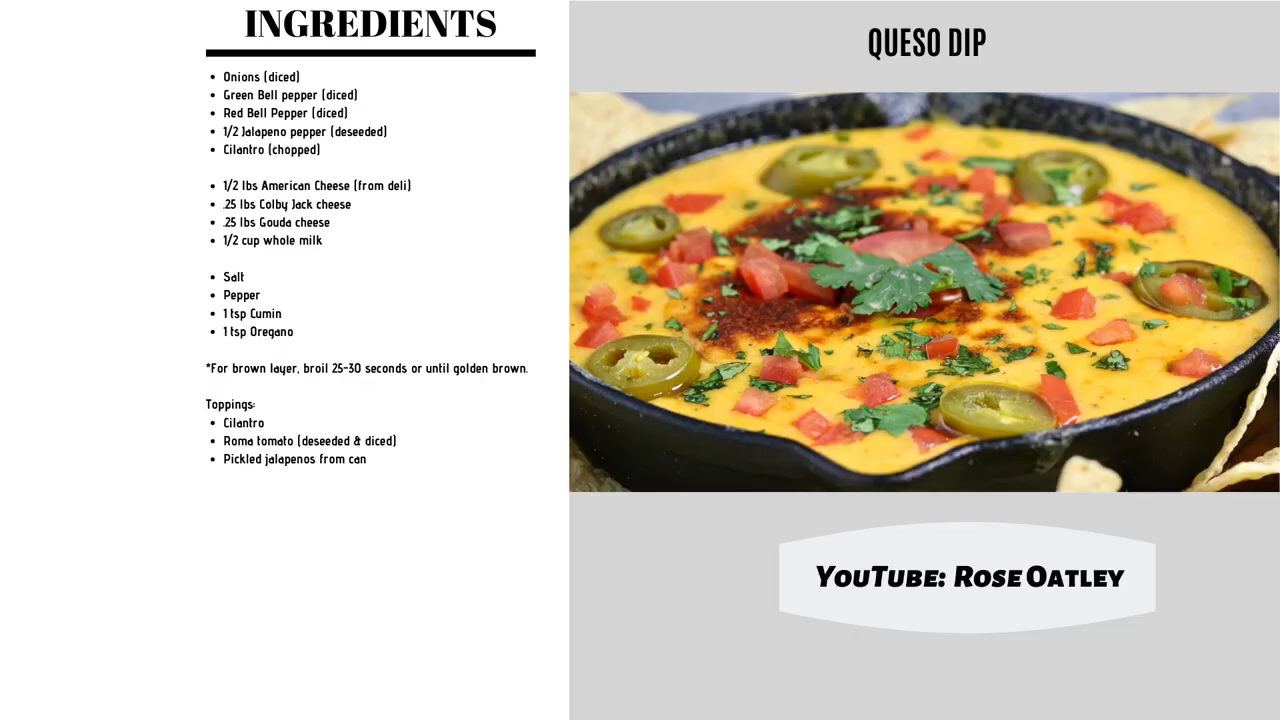 INGREDIENTS
Onions (diced)
Green Bell pepper (diced)
Red Bell Pepper (diced)
1/2 Jalapeno pepper (deseeded)
Cilantro (chopped)
1/2 lbs American Cheese (from deli)
.25 lbs Colby Jack cheese
.25 lbs Gouda cheese
1/2 cup whole milk
Salt
Pepper
1 tsp Cumin
1 tsp Oregano
*For brown layer, broil 25-30 seconds or until golden brown.
Toppings:
Cilantro
Roma tomato (deseeded & diced)
Pickled jalapenos from can
QUESO DIP
YouTube: Rose Oatley